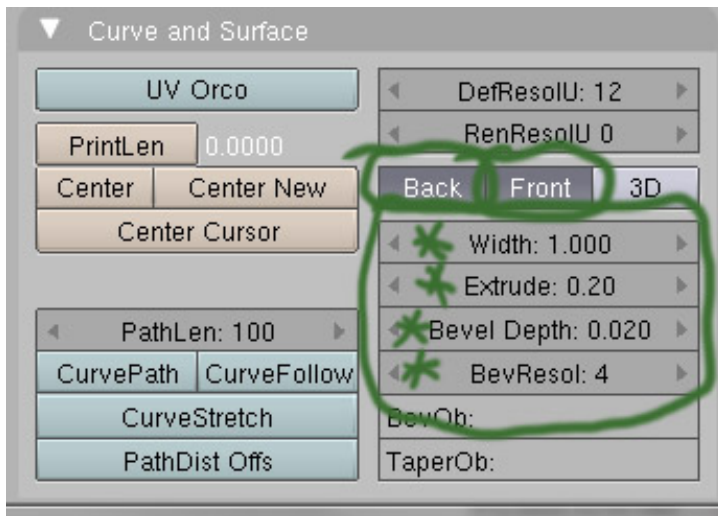 Curve and Surface
UV Orco
PrintLen 0.0000
Center Center New
Center Cursor
PathLen: 100
CurvePath CurveFollow
CurveStretch
PathDist Offs
DefResolU: 12
RenResolU 0
Back Front 3D
Width: 1.000
Extrude: 0.20
Bevel Depth: 0.020
BevResol: 4
BevOb:
TaperOb: